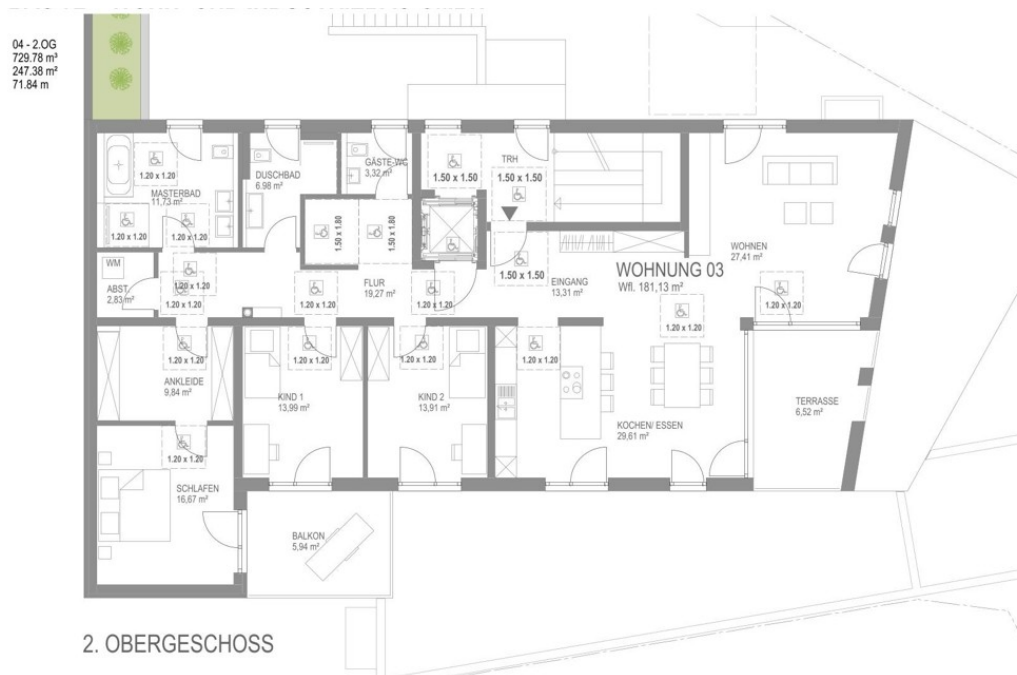 04 - 2.OG
729.78 m³
247.38 m²
71.84 m
1.20 x 1.20
MASTERBAD
11,73 m²
1.20 x 1.20
1.20 x 1.20
DUSCHBAD
6.98 m²
GÄSTE-WC
3,32 m²
1.50 x 1.80
1.50 x 1.80
1.50 x 1.50
TRH
1.50 x 1.50
WM
ABST.
2.83 m²
1.20 x 1.20
1.20 x 1.20
1.20 x 1.20
FLUR
19,27 m²
1.20 x 1.20
1.50 x 1.50
EINGANG
13,31 m²
WOHNUNG 03
Wfl. 181,13 m²
1.20 x 1.20
WOHNEN
27,41 m²
1.20 x 1.20
1.20 x 1.20
ANKLEIDE
9,84 m²
1.20 x 1.20
KIND 1
13,99 m²
1.20 x 1.20
KIND 2
13,91 m²
1.20 x 1.20
KOCHEN/ ESSEN
29,61 m²
TERRASSE
6,52 m²
1.20 x 1.20
SCHLAFEN
16,67 m²
BALKON
5,94 m²
2. OBERGESCHOSS